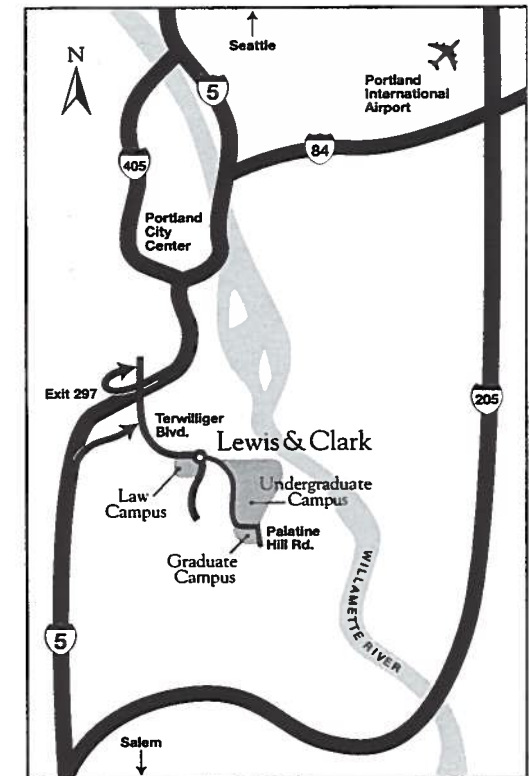 Seattle
N
Portland
International
Airport
5
84
405
Portland
City
Center
Exit 297
Terwilliger
Blvd.
205
Lewis & Clark
Undergraduate
Campus
Law
Campus
Palatine
Hill Rd.
Graduate
Campus
WILLAMETTE RIVER
5
Salem